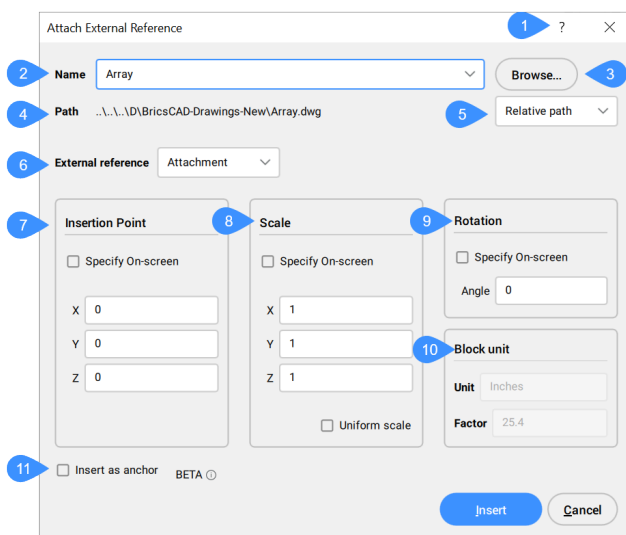 Attach External Reference 1 ?
2 Name Array Browse... 3
4 Path ..\..\..\D\BricsCAD-Drawings-New\Array.dwg 5 Relative path
6 External reference Attachment
7 Insertion Point 8 Scale 9 Rotation
Specify On-screen Specify On-screen Specify On-screen
Angle 0
X 0 X 1
Y 0 Y 1 10 Block unit
Z 0 Z 1 Unit Inches
Uniform scale Factor 25.4
11 Insert as anchor BETA
Insert Cancel